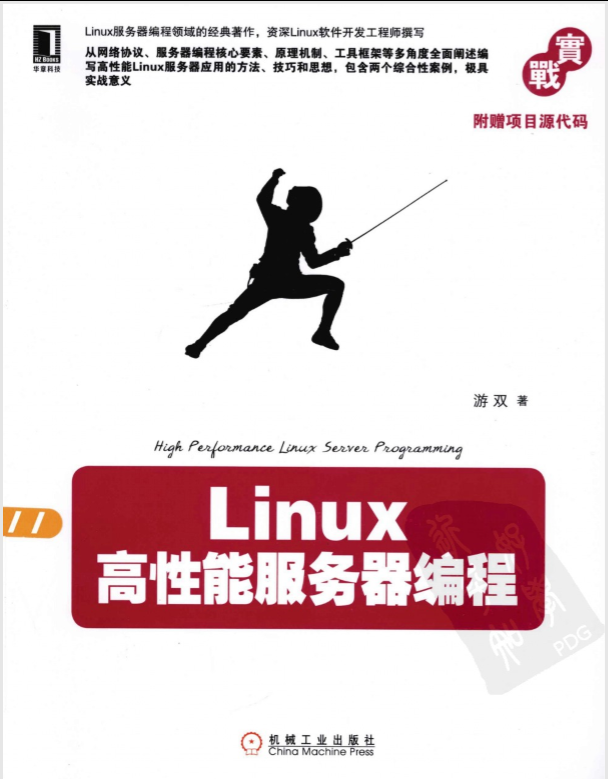 Linux服务器编程领域的经典著作，资深Linux软件开发工程师撰写
HZ Books
华章科技
从网络协议、服务器编程核心要素、原理机制、工具框架等多角度全面阐述编
写高性能Linux服务器应用的方法、技巧和思想，包含两个综合性案例，极具
实战意义
實
戰
附赠项目源代码
游双 著
High Performance Linux Server Programming
Linux
高性能服务器编程
PDG
机械工业出版社
China Machine Press